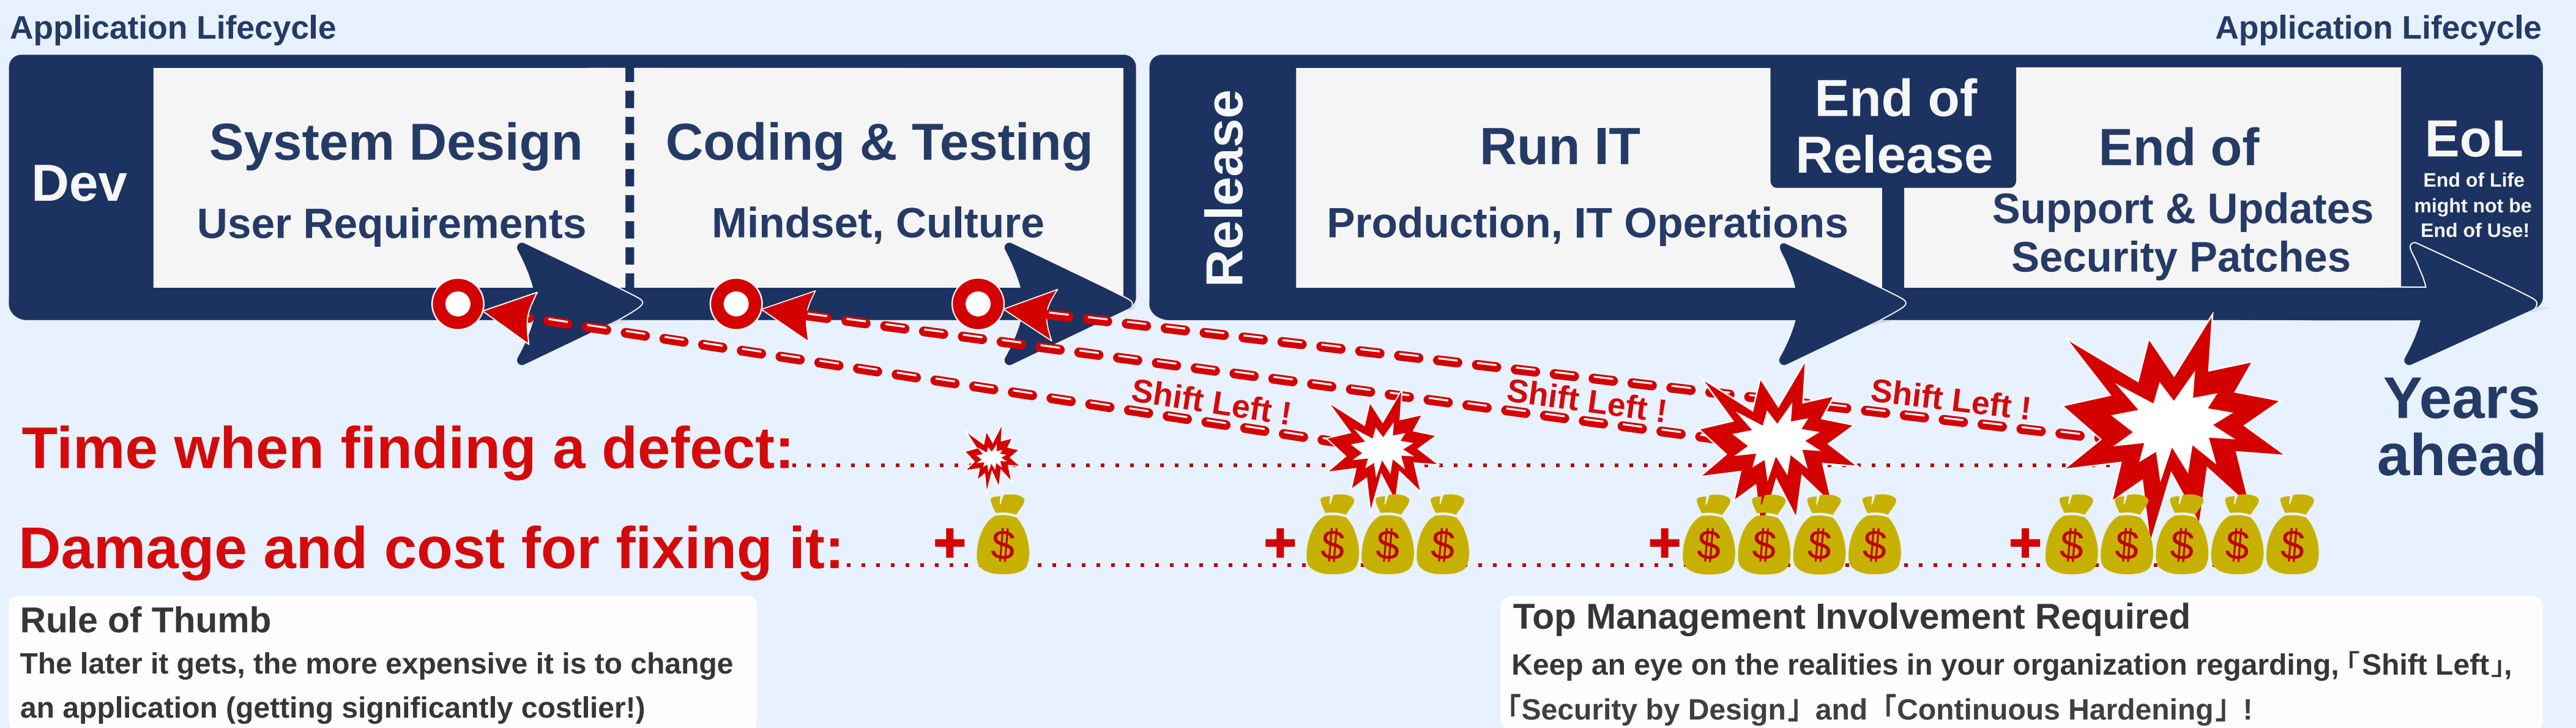 Application Lifecycle
Application Lifecycle
Dev
System Design
User Requirements
Coding & Testing
Mindset, Culture
Release
Run IT
Production, IT Operations
End of
Release
End of
Support & Updates
Security Patches
EoL
End of Life
might not be
End of Use!
Shift Left !
Shift Left !
Shift Left !
Years
ahead
Time when finding a defect:
Damage and cost for fixing it:
+ $
+ $ $ $
+ $ $ $ $
+ $ $ $ $ $
Rule of Thumb
The later it gets, the more expensive it is to change
an application (getting significantly costlier!)
Top Management Involvement Required
Keep an eye on the realities in your organization regarding, 「Shift Left」,
「Security by Design」 and 「Continuous Hardening」 !